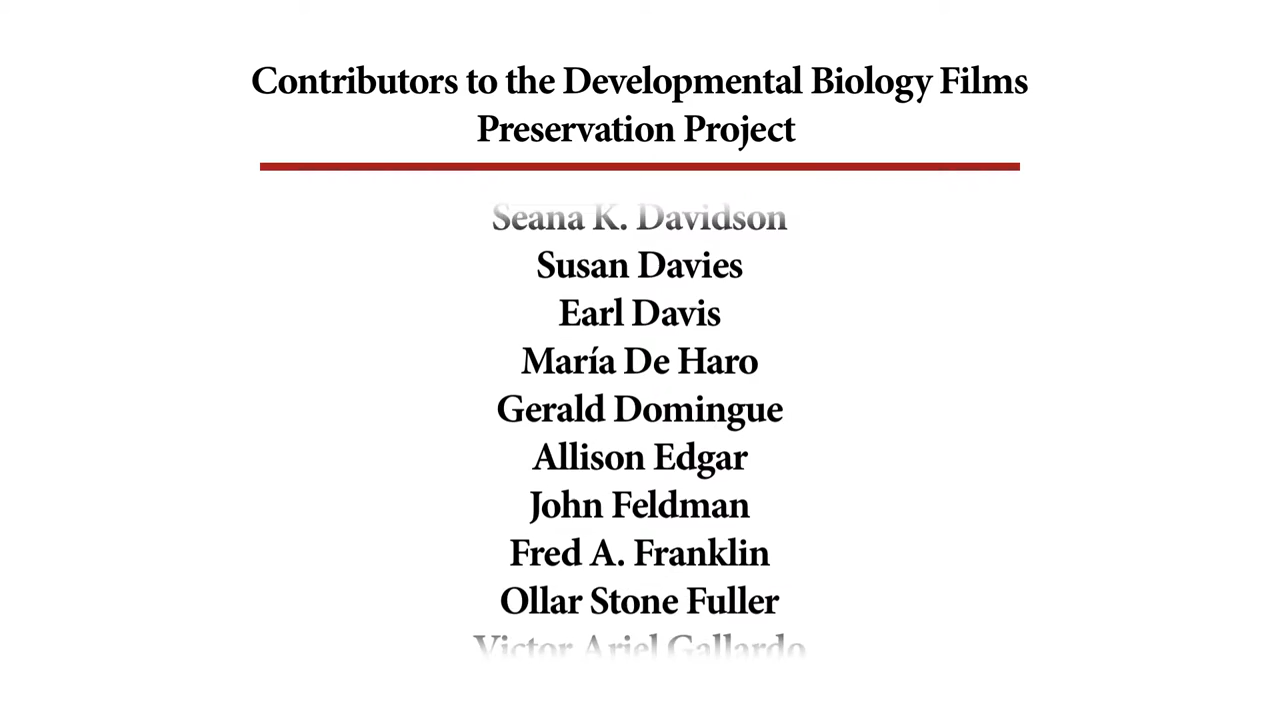 Contributors to the Developmental Biology Films
Preservation Project
Seana K. Davidson
Susan Davies
Earl Davis
María De Haro
Gerald Domingue
Allison Edgar
John Feldman
Fred A. Franklin
Ollar Stone Fuller
Victor Ariel Gallardo